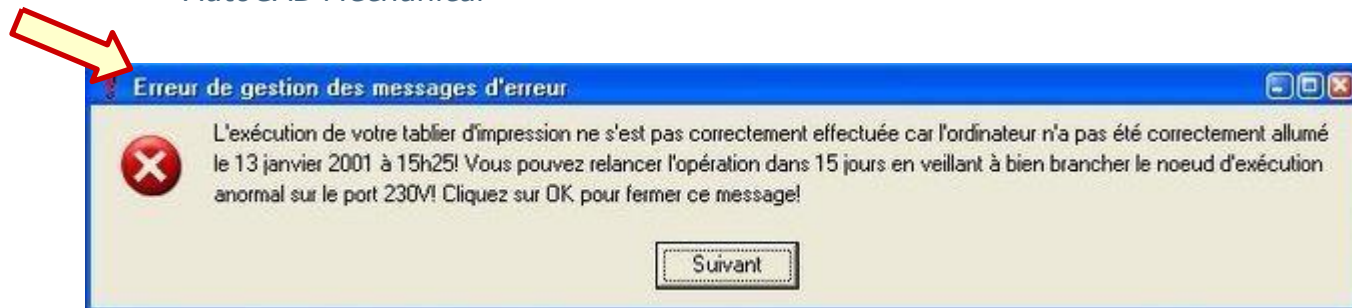 AutoCAD Mechanical
Erreur de gestion des messages d'erreur
L'exécution de votre tablier d'impression ne s'est pas correctement effectuée car l'ordinateur n'a pas été correctement allumé
le 13 janvier 2001 à 15h25! Vous pouvez relancer l'opération dans 15 jours en veillant à bien brancher le noeud d'exécution
anormal sur le port 230V! Cliquez sur OK pour fermer ce message!
Suivant